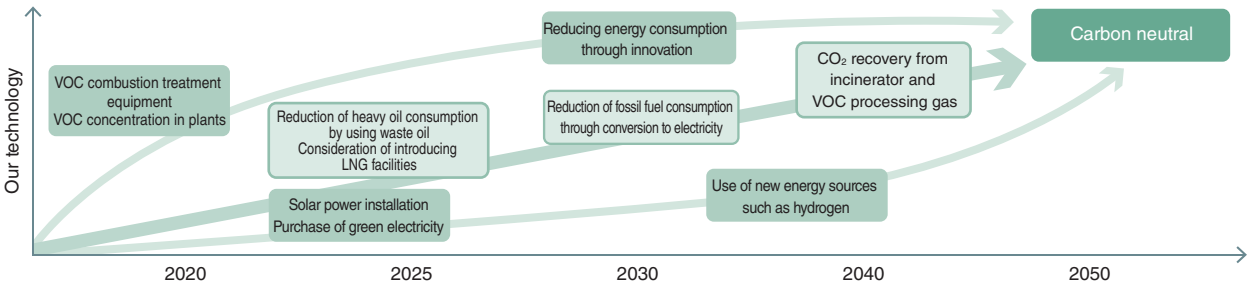 Our technology
VOC combustion treatment
equipment
VOC concentration in plants
Reduction of heavy oil consumption
by using waste oil
Consideration of introducing
LNG facilities
Solar power installation
Purchase of green electricity
Reducing energy consumption
through innovation
Reduction of fossil fuel consumption
through conversion to electricity
Use of new energy sources
such as hydrogen
CO₂ recovery from
incinerator and
VOC processing gas
Carbon neutral
2020
2025
2030
2040
2050